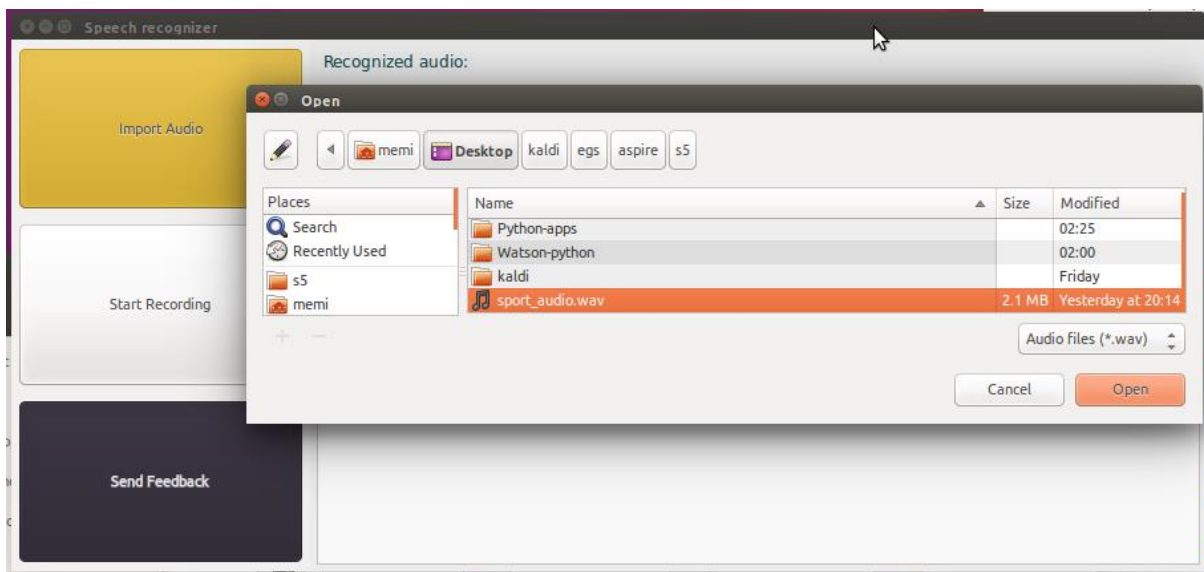 Speech recognizer
Import Audio
Start Recording
Send Feedback
Recognized audio:
Open
memi Desktop kaldi egs aspire s5
Places
Search
Recently Used
s5
memi
Name Size Modified
Python-apps 02:25
Watson-python 02:00
kaldi Friday
sport_audio.wav 2.1 MB Yesterday at 20:14
Audio files (*.wav)
Cancel Open